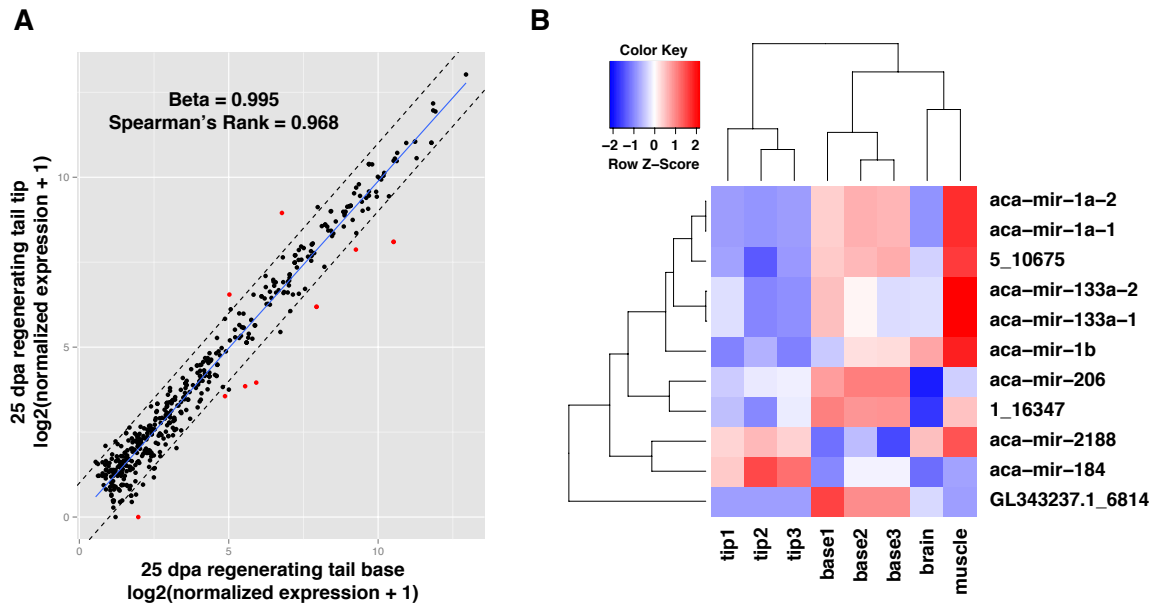 A
25 dpa regenerating tail tip
log2(normalized expression + 1)
10
5
0
Beta = 0.995
Spearman's Rank = 0.968
0
5
10
25 dpa regenerating tail base
log2(normalized expression + 1)
B
Color Key
−2 −1 0 1 2
Row Z−Score
aca−mir−1a−2
aca−mir−1a−1
5_10675
aca−mir−133a−2
aca−mir−133a−1
aca−mir−1b
aca−mir−206
1_16347
aca−mir−2188
aca−mir−184
GL343237.1_6814
tip1
tip2
tip3
base1
base2
base3
brain
muscle